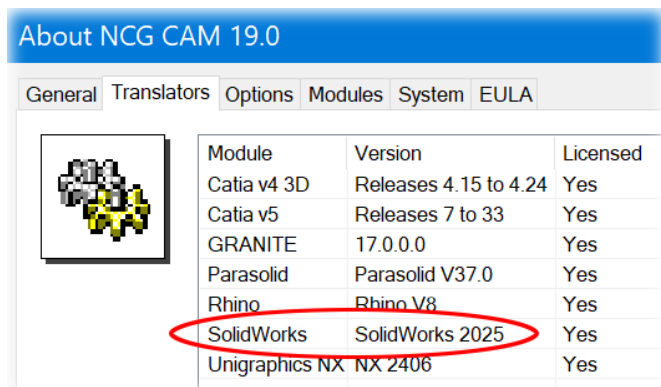 About NCG CAM 19.0
General Translators Options Modules System EULA
Module Version Licensed
Catia v4 3D Releases 4.15 to 4.24 Yes
Catia v5 Releases 7 to 33 Yes
GRANITE 17.0.0.0 Yes
Parasolid Parasolid V37.0 Yes
Rhino Rhino V8 Yes
SolidWorks SolidWorks 2025 Yes
Unigraphics NX NX 2406 Yes